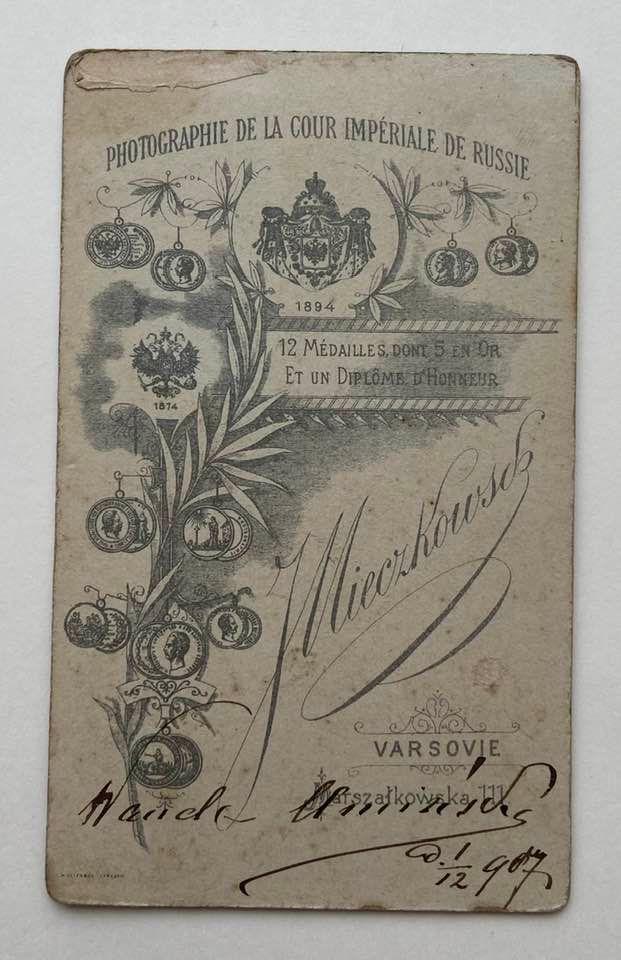 PHOTOGRAPHIE DE LA COUR IMPÉRIALE DE RUSSIE
1894
12 MÉDAILLES, DONT 5 EN OR
ET UN DIPLÔME D'HONNEUR
1874
J Mieczkowski
VARSOVIE
Marszałkowska 111
Wanda
d. 1/12 907